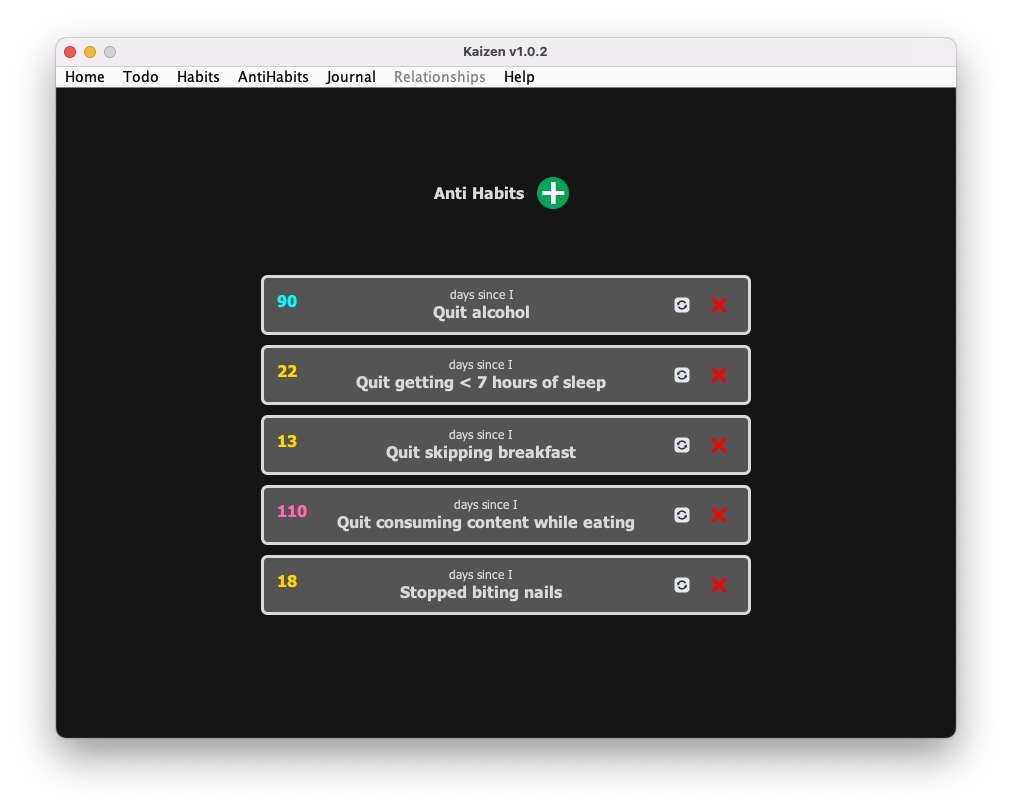 Kaizen v1.0.2
Home Todo Habits AntiHabits Journal Relationships Help
Anti Habits
90
days since I
Quit alcohol
22
days since I
Quit getting < 7 hours of sleep
13
days since I
Quit skipping breakfast
110
days since I
Quit consuming content while eating
18
days since I
Stopped biting nails